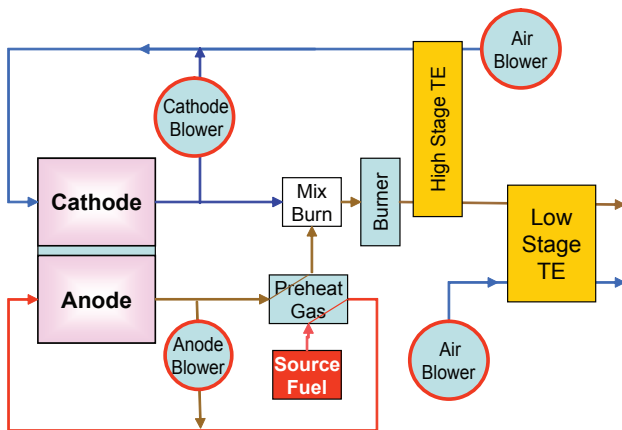 Air
Blower
High Stage TE
Cathode
Blower
Cathode
Mix
Burn
Burner
Low
Stage
TE
Anode
Preheat
Gas
Anode
Blower
Source
Fuel
Air
Blower